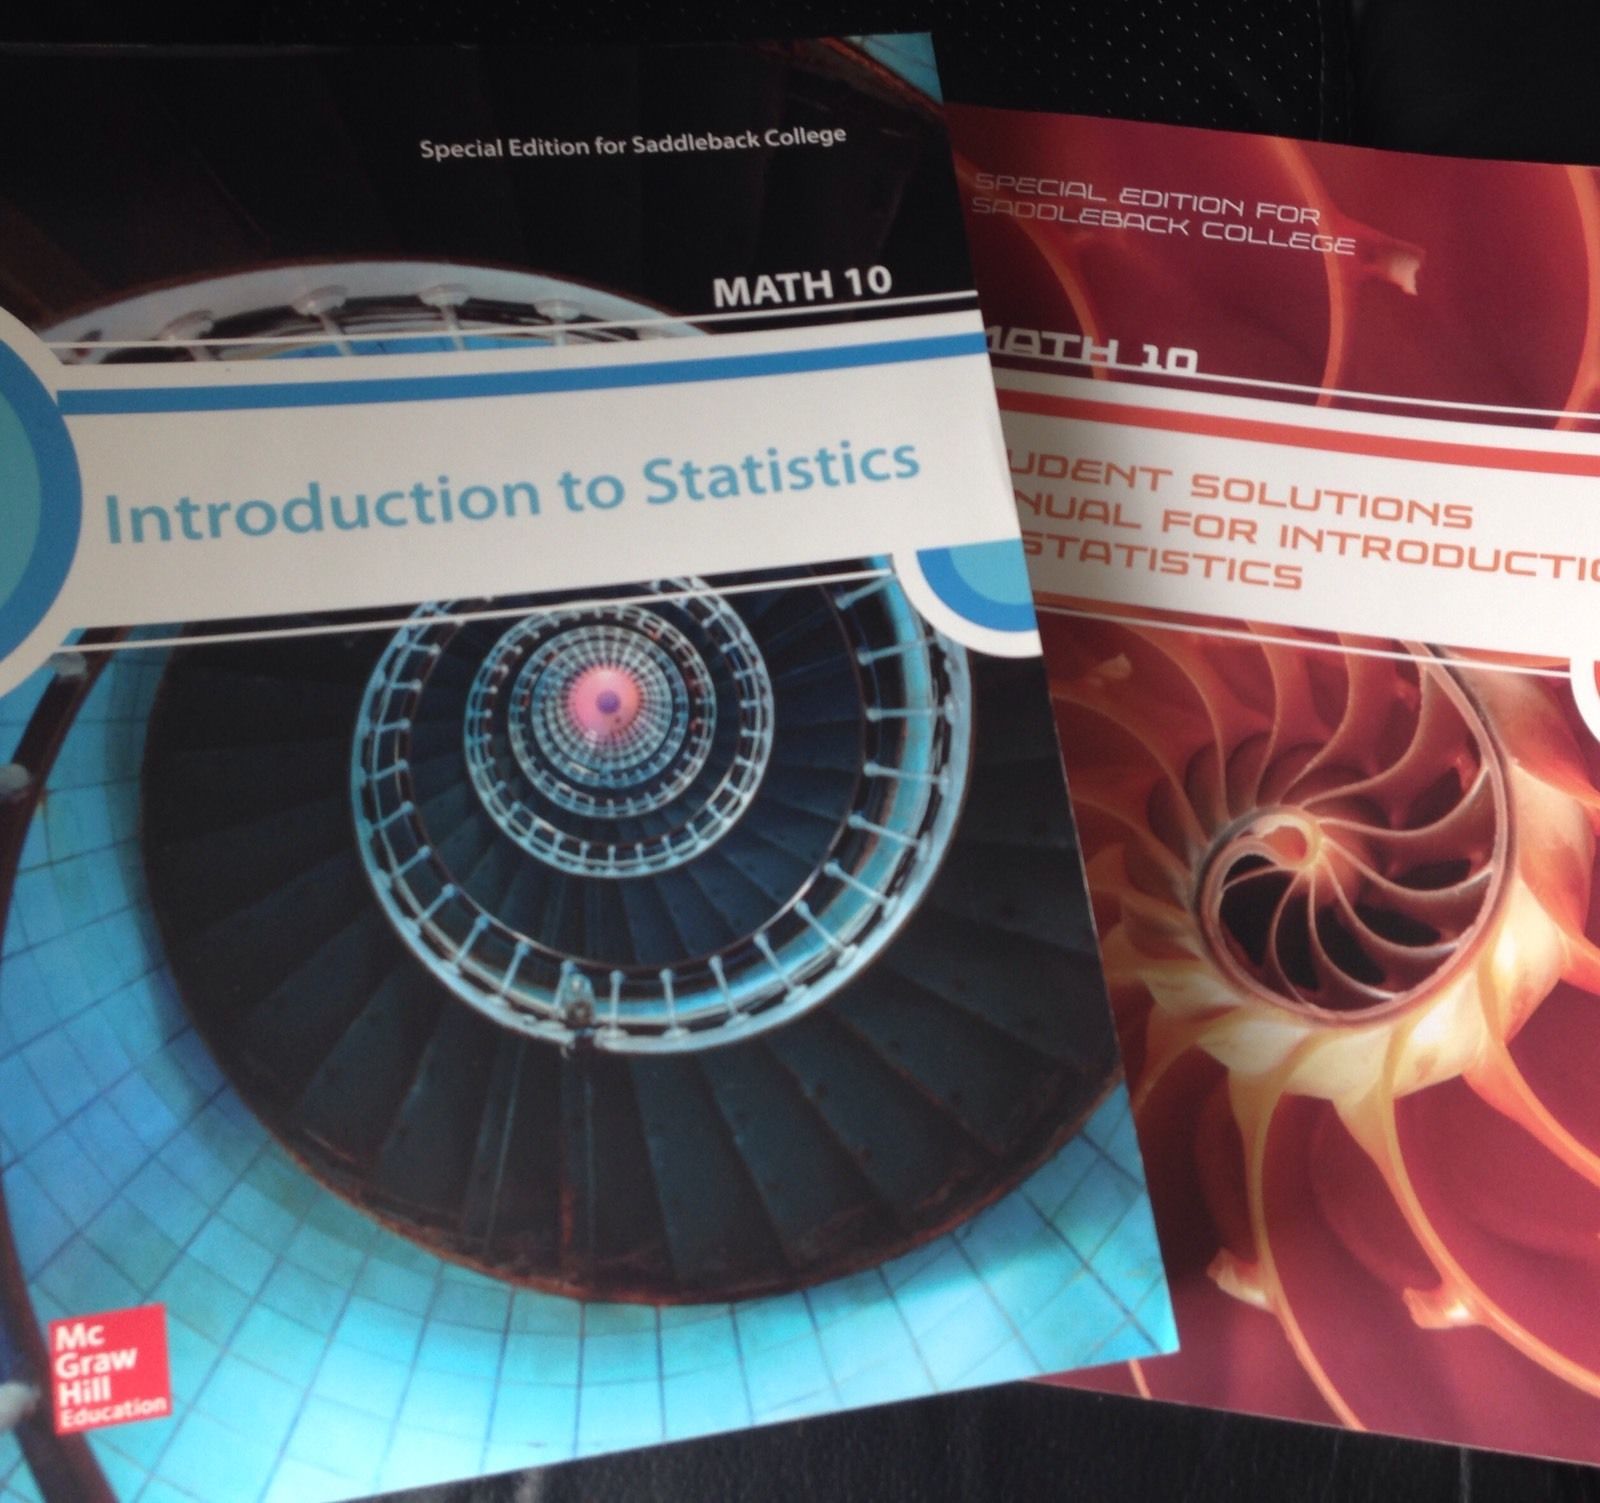 Special Edition for Saddleback College
MATH 10
Introduction to Statistics
Mc
Graw
Hill
Education
SPECIAL EDITION FOR
SADDLEBACK COLLEGE
MATH 10
UDENT SOLUTIONS
NUAL FOR INTRODUCTIO
STATISTICS